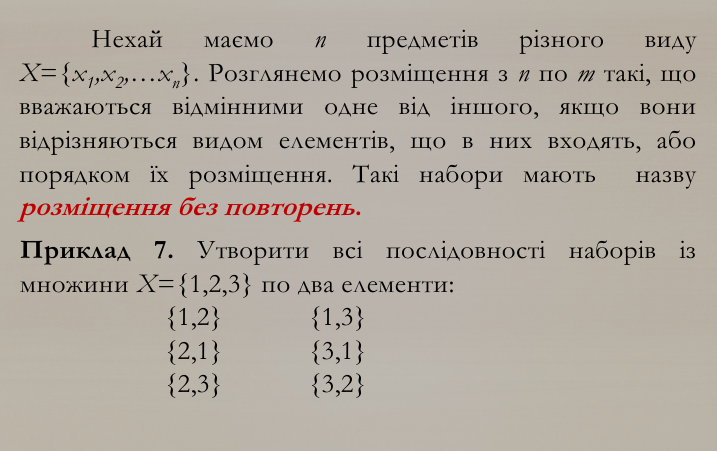 Нехай маємо n предметів різного виду
X={x₁,x₂,…xₙ}. Розглянемо розміщення з n по m такі, що
вважаються відмінними одне від іншого, якщо вони
відрізняються видом елементів, що в них входять, або
порядком їх розміщення. Такі набори мають назву
розміщення без повторень.
Приклад 7. Утворити всі послідовності наборів із
множини X={1,2,3} по два елементи:
{1,2} {1,3}
{2,1} {3,1}
{2,3} {3,2}